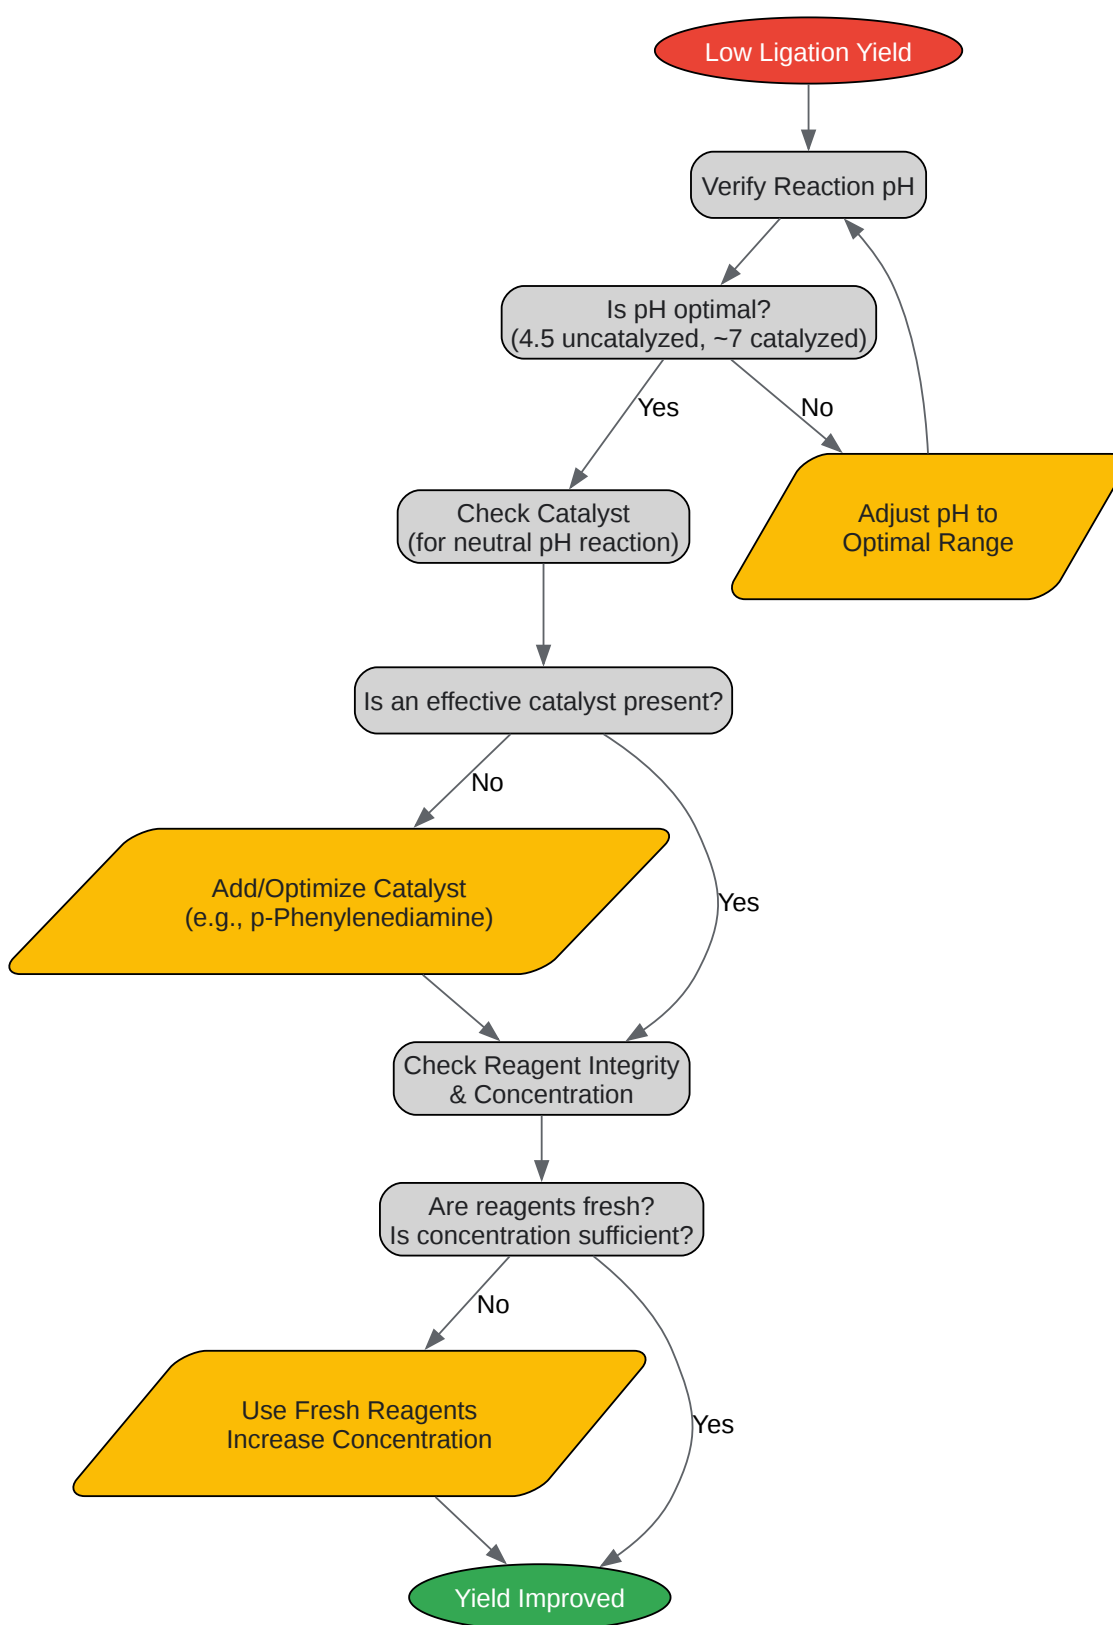 Low Ligation Yield
Verify Reaction pH
Is pH optimal?
(4.5 uncatalyzed, ~7 catalyzed)
Yes
No
Check Catalyst
(for neutral pH reaction)
Adjust pH to
Optimal Range
Is an effective catalyst present?
No
Add/Optimize Catalyst
(e.g., p-Phenylenediamine)
Yes
Check Reagent Integrity
& Concentration
Are reagents fresh?
Is concentration sufficient?
No
Use Fresh Reagents
Increase Concentration
Yes
Yield Improved